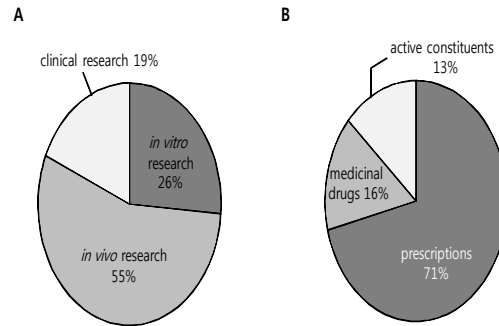 A
clinical research 19%
in vitro
research
26%
in vivo research
55%
B
active constituents
13%
medicinal
drugs 16%
prescriptions
71%